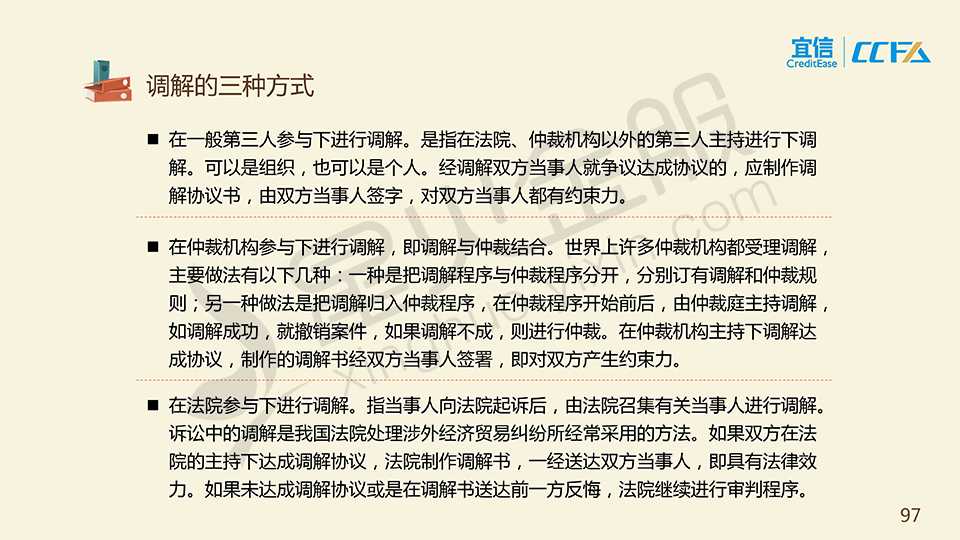 宜信
CreditEase
CCFA
调解的三种方式
■ 在一般第三人参与下进行调解。是指在法院、仲裁机构以外的第三人主持进行下调
解。可以是组织，也可以是个人。经调解双方当事人就争议达成协议的，应制作调
解协议书，由双方当事人签字，对双方当事人都有约束力。
■ 在仲裁机构参与下进行调解，即调解与仲裁结合。世界上许多仲裁机构都受理调解，
主要做法有以下几种：一种是把调解程序与仲裁程序分开，分别订有调解和仲裁规
则；另一种做法是把调解归入仲裁程序，在仲裁程序开始前后，由仲裁庭主持调解，
如调解成功，就撤销案件，如果调解不成，则进行仲裁。在仲裁机构主持下调解达
成协议，制作的调解书经双方当事人签署，即对双方产生约束力。
■ 在法院参与下进行调解。指当事人向法院起诉后，由法院召集有关当事人进行调解。
诉讼中的调解是我国法院处理涉外经济贸易纠纷所经常采用的方法。如果双方在法
院的主持下达成调解协议，法院制作调解书，一经送达双方当事人，即具有法律效
力。如果未达成调解协议或是在调解书送达前一方反悔，法院继续进行审判程序。
星火金服
xinghuo.yixin.com
97